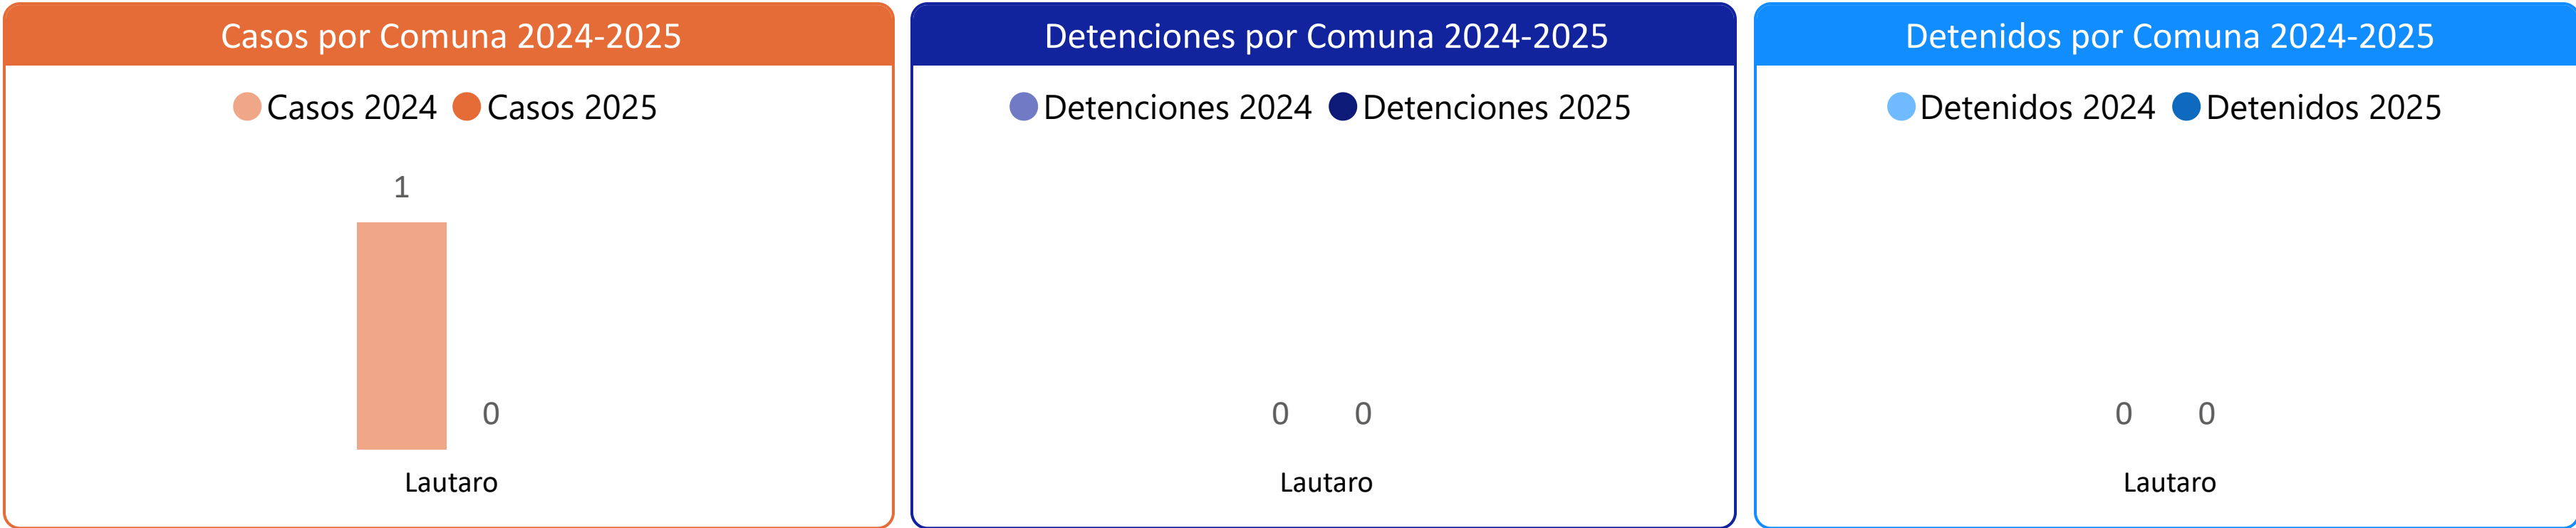 Casos por Comuna 2024-2025
Casos 2024 Casos 2025
1
0
Lautaro
Detenciones por Comuna 2024-2025
Detenciones 2024 Detenciones 2025
0 0
Lautaro
Detenidos por Comuna 2024-2025
Detenidos 2024 Detenidos 2025
0 0
Lautaro